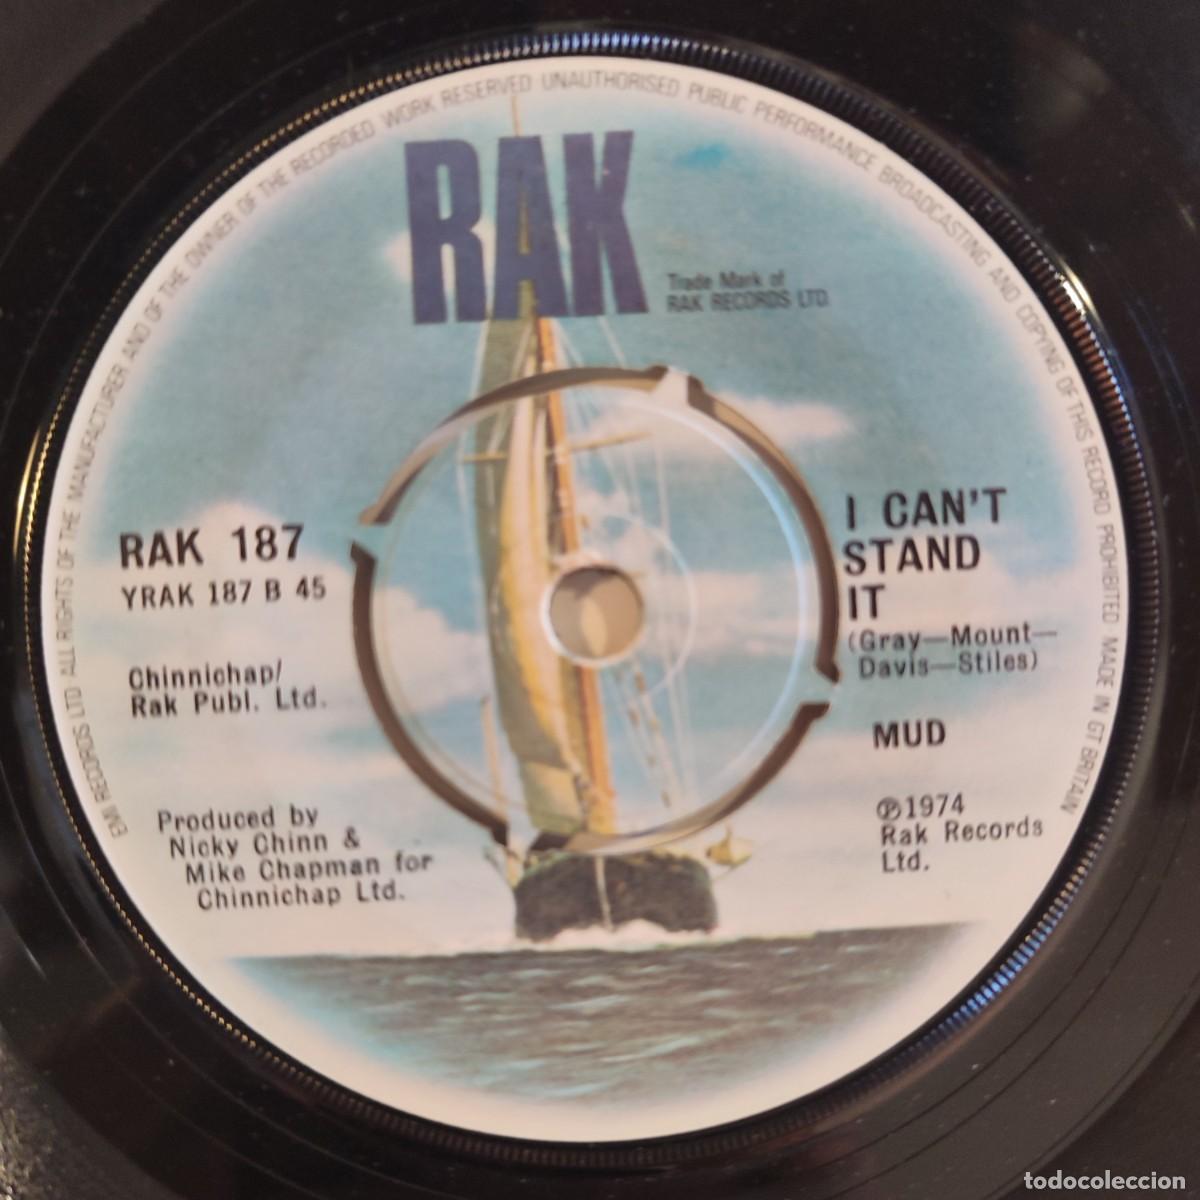 EMI RECORDS LTD ALL RIGHTS OF THE MANUFACTURER AND OF THE OWNER OF THE RECORDED WORK RESERVED UNAUTHORISED PUBLIC PERFORMANCE BROADCASTING AND COPYING OF THIS RECORD PROHIBITED MADE IN GT BRITAIN
RAK
Trade Mark of
RAK RECORDS LTD
RAK 187
YRAK 187 B 45
Chinnichap/
Rak Publ. Ltd.
Produced by
Nicky Chinn &
Mike Chapman for
Chinnichap Ltd.
I CAN'T
STAND
IT
(Gray—Mount—
Davis—Stiles)
MUD
℗1974
Rak Records
Ltd.
todocoleccion